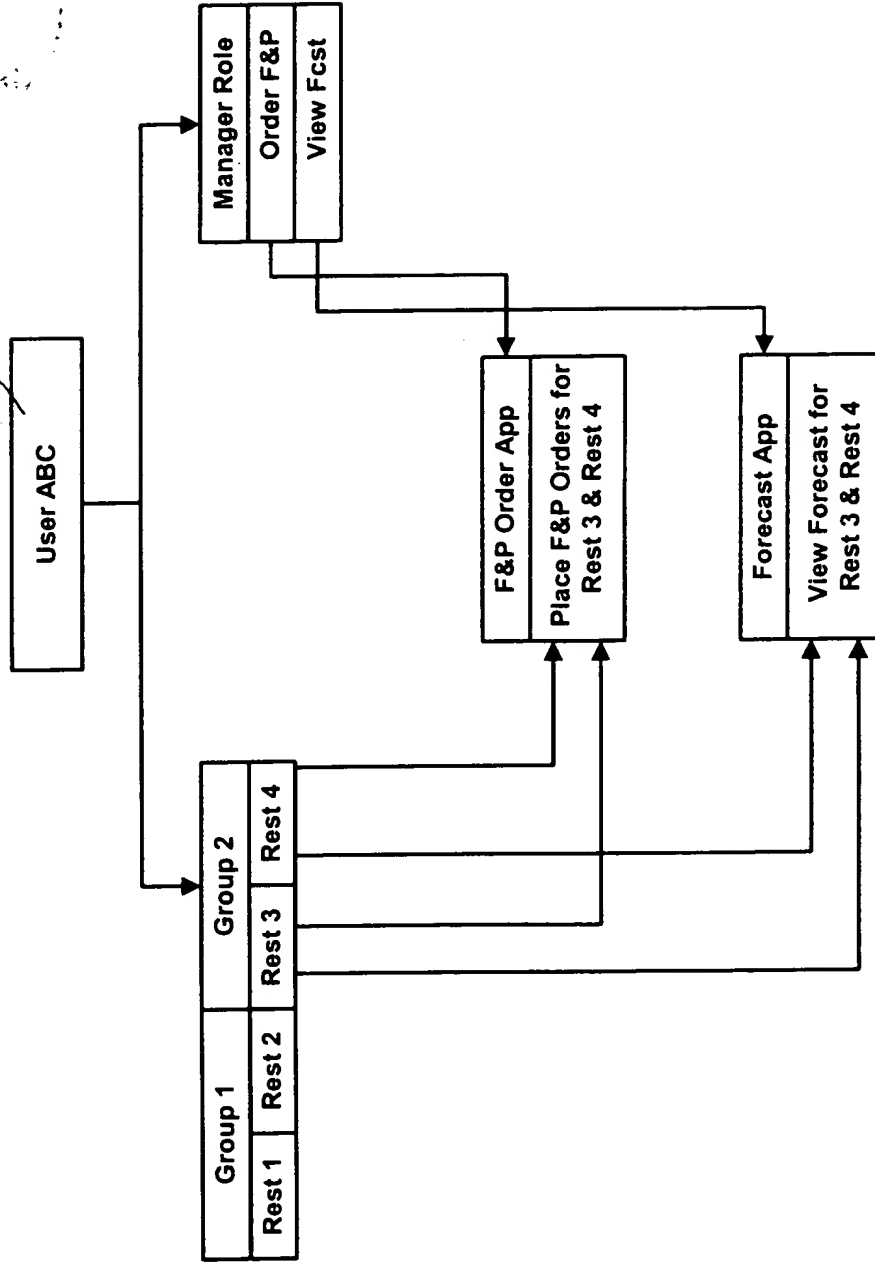 User ABC
Group 1
Group 2
Rest 1
Rest 2
Rest 3
Rest 4
Manager Role
Order F&P
View Fcst
F&P Order App
Place F&P Orders for
Rest 3 & Rest 4
Forecast App
View Forecast for
Rest 3 & Rest 4